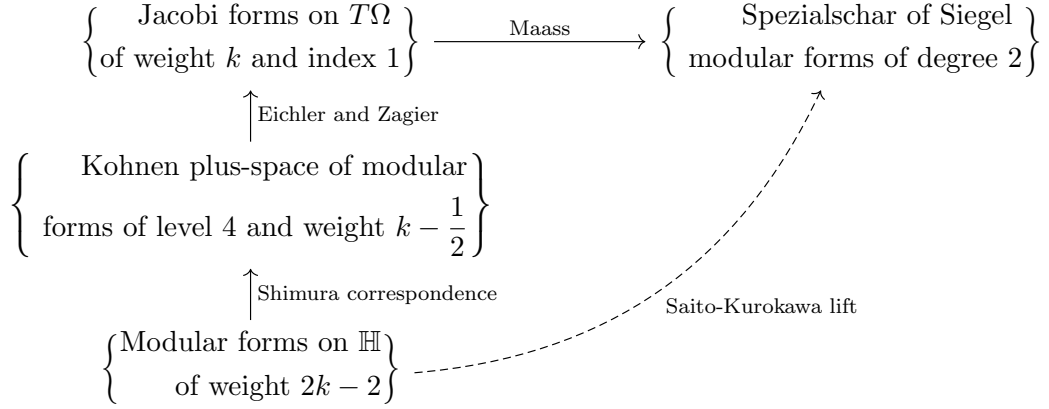 Jacobi forms on TΩ
of weight k and index 1
Maass
Spezialschar of Siegel
modular forms of degree 2
Eichler and Zagier
Kohnen plus-space of modular
forms of level 4 and weight k − 1/2
Shimura correspondence
Saito-Kurokawa lift
Modular forms on ℍ
of weight 2k − 2